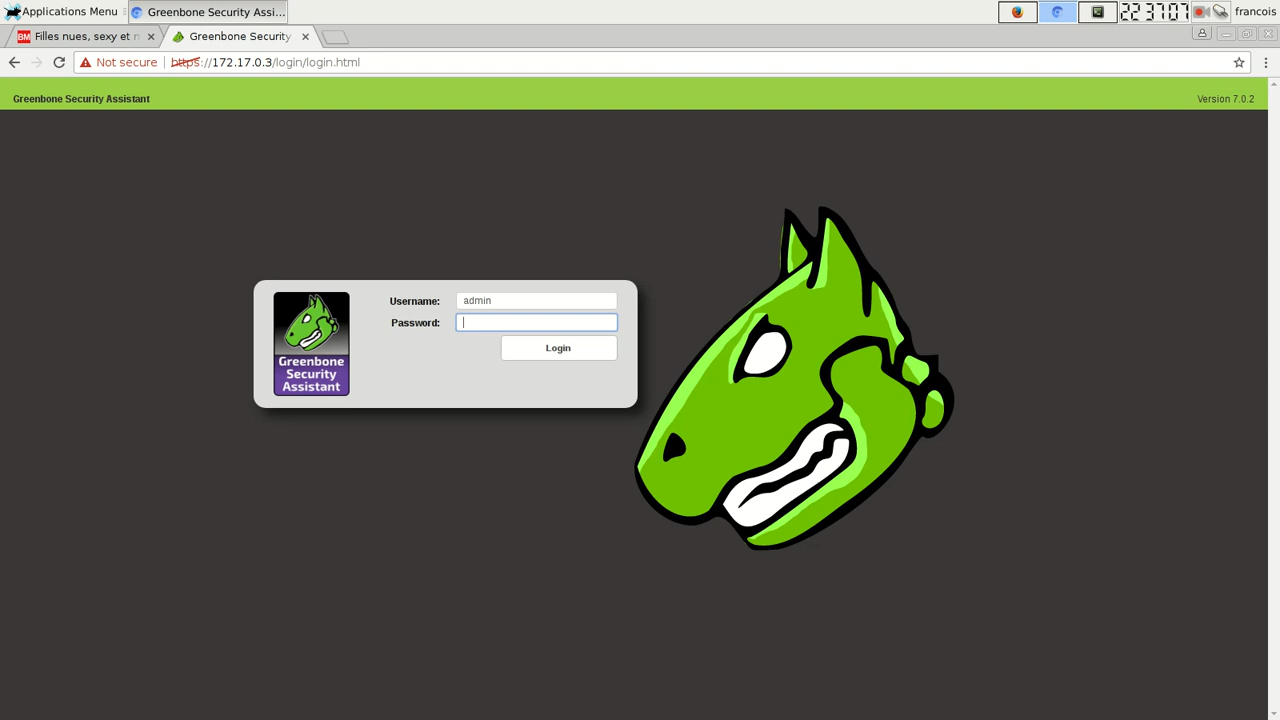 Applications Menu
Greenbone Security Assi...
22 37 07
francois
BM Filles nues, sexy et n
Greenbone Security
Not secure
https://172.17.0.3/login/login.html
Greenbone Security Assistant
Version 7.0.2
Username: admin
Password:
Login
Greenbone
Security
Assistant